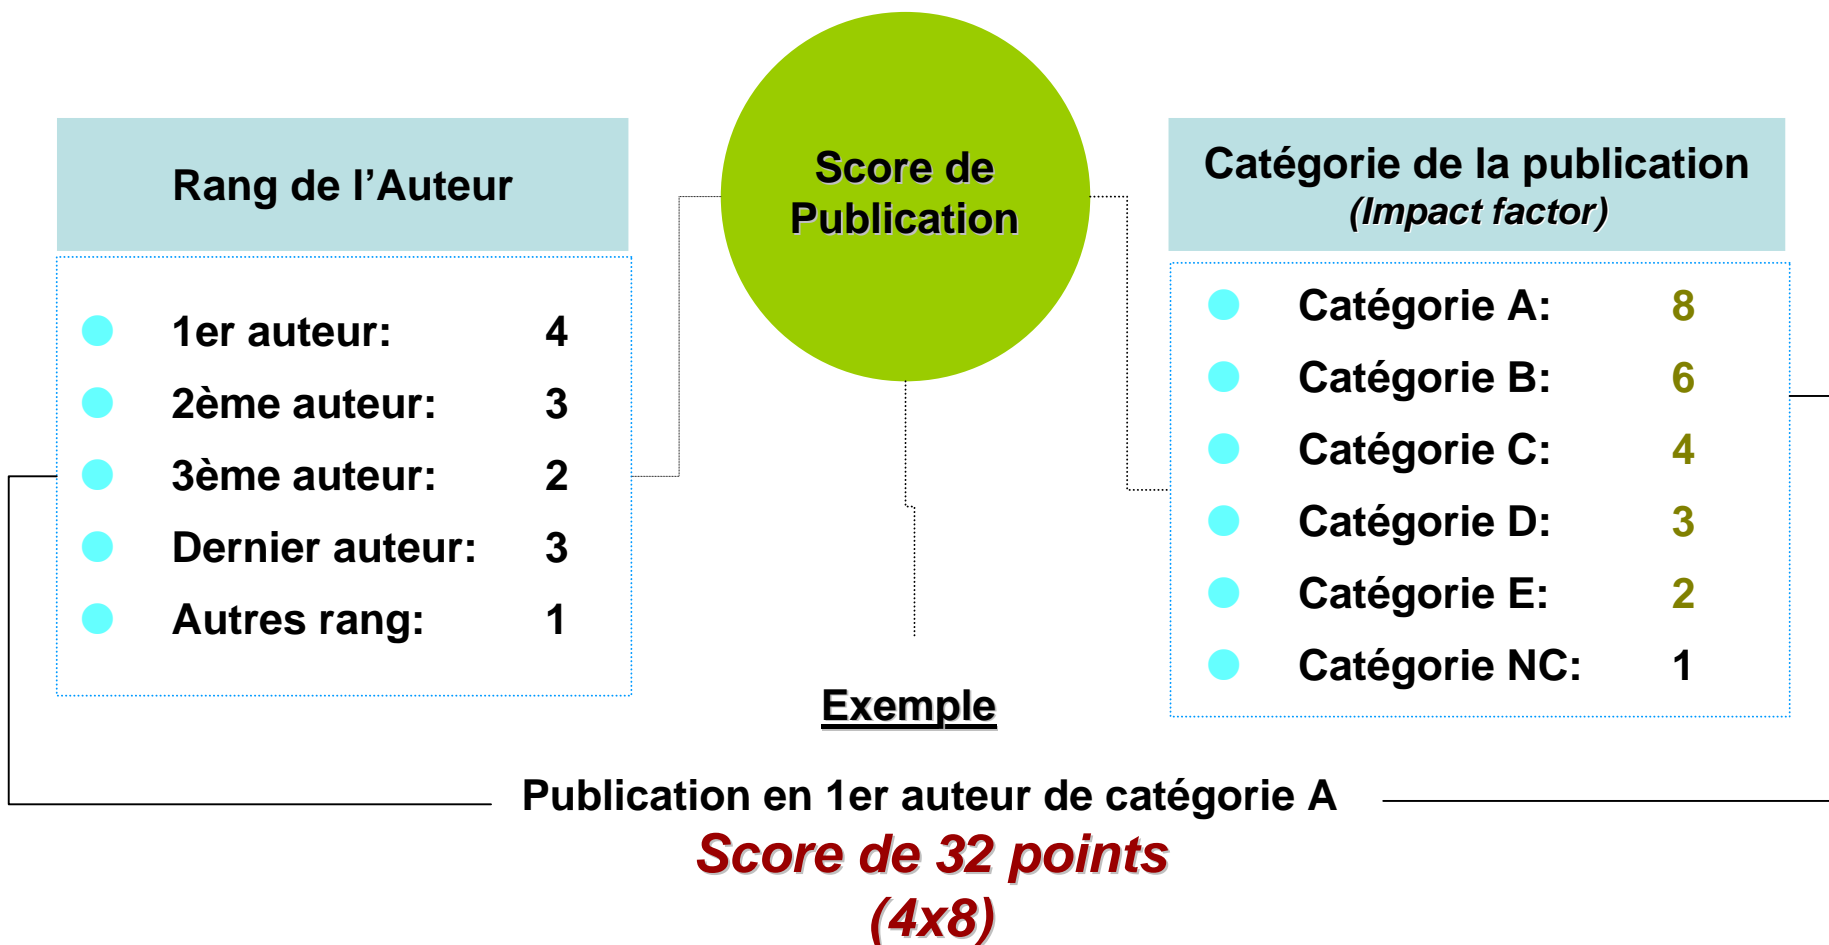 Score de
Publication
Rang de l’Auteur
1er auteur: 4
2ème auteur: 3
3ème auteur: 2
Dernier auteur: 3
Autres rang: 1
Catégorie de la publication
(Impact factor)
Catégorie A: 8
Catégorie B: 6
Catégorie C: 4
Catégorie D: 3
Catégorie E: 2
Catégorie NC: 1
Exemple
Publication en 1er auteur de catégorie A
Score de 32 points
(4x8)